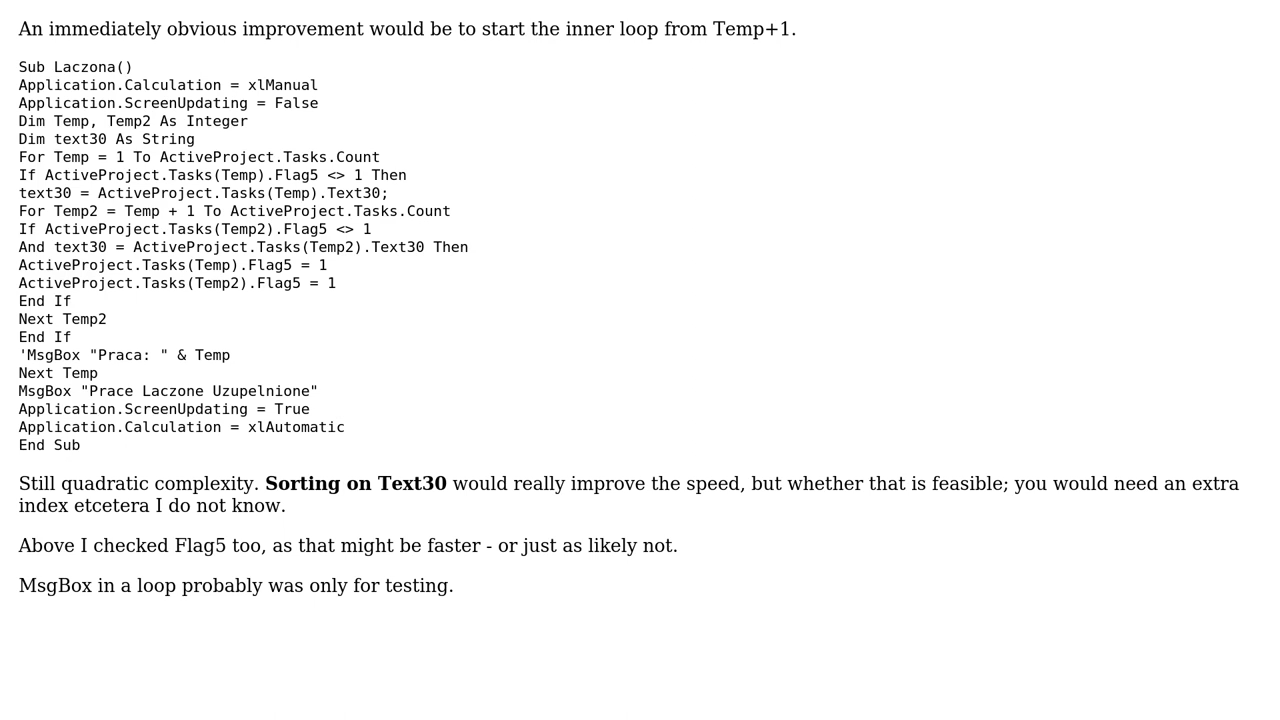 An immediately obvious improvement would be to start the inner loop from Temp+1.
Sub Laczona()
Application.Calculation = xlManual
Application.ScreenUpdating = False
Dim Temp, Temp2 As Integer
Dim text30 As String
For Temp = 1 To ActiveProject.Tasks.Count
If ActiveProject.Tasks(Temp).Flag5 <> 1 Then
text30 = ActiveProject.Tasks(Temp).Text30;
For Temp2 = Temp + 1 To ActiveProject.Tasks.Count
If ActiveProject.Tasks(Temp2).Flag5 <> 1
And text30 = ActiveProject.Tasks(Temp2).Text30 Then
ActiveProject.Tasks(Temp).Flag5 = 1
ActiveProject.Tasks(Temp2).Flag5 = 1
End If
Next Temp2
End If
'MsgBox "Praca: " & Temp
Next Temp
MsgBox "Prace Laczone Uzupelnione"
Application.ScreenUpdating = True
Application.Calculation = xlAutomatic
End Sub
Still quadratic complexity. Sorting on Text30 would really improve the speed, but whether that is feasible; you would need an extra
index etcetera I do not know.
Above I checked Flag5 too, as that might be faster - or just as likely not.
MsgBox in a loop probably was only for testing.